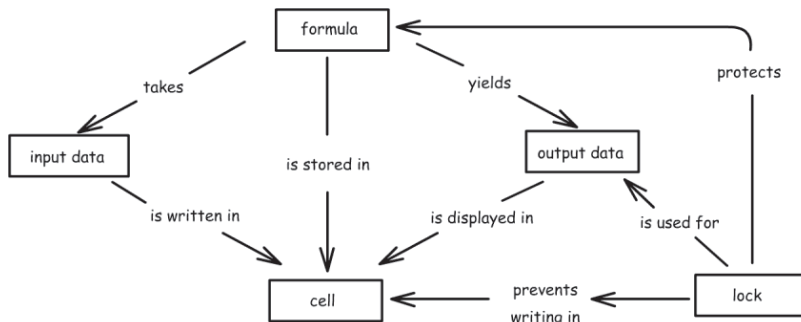 formula
protects
takes
yields
input data
is stored in
output data
is written in
is displayed in
is used for
cell
prevents
writing in
lock